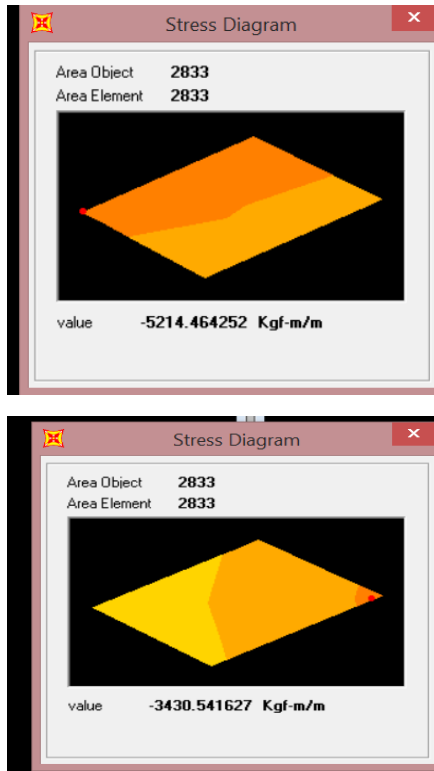 Stress Diagram
Area Object 2833
Area Element 2833
value -5214.464252 Kgf-m/m
Stress Diagram
Area Object 2833
Area Element 2833
value -3430.541627 Kgf-m/m